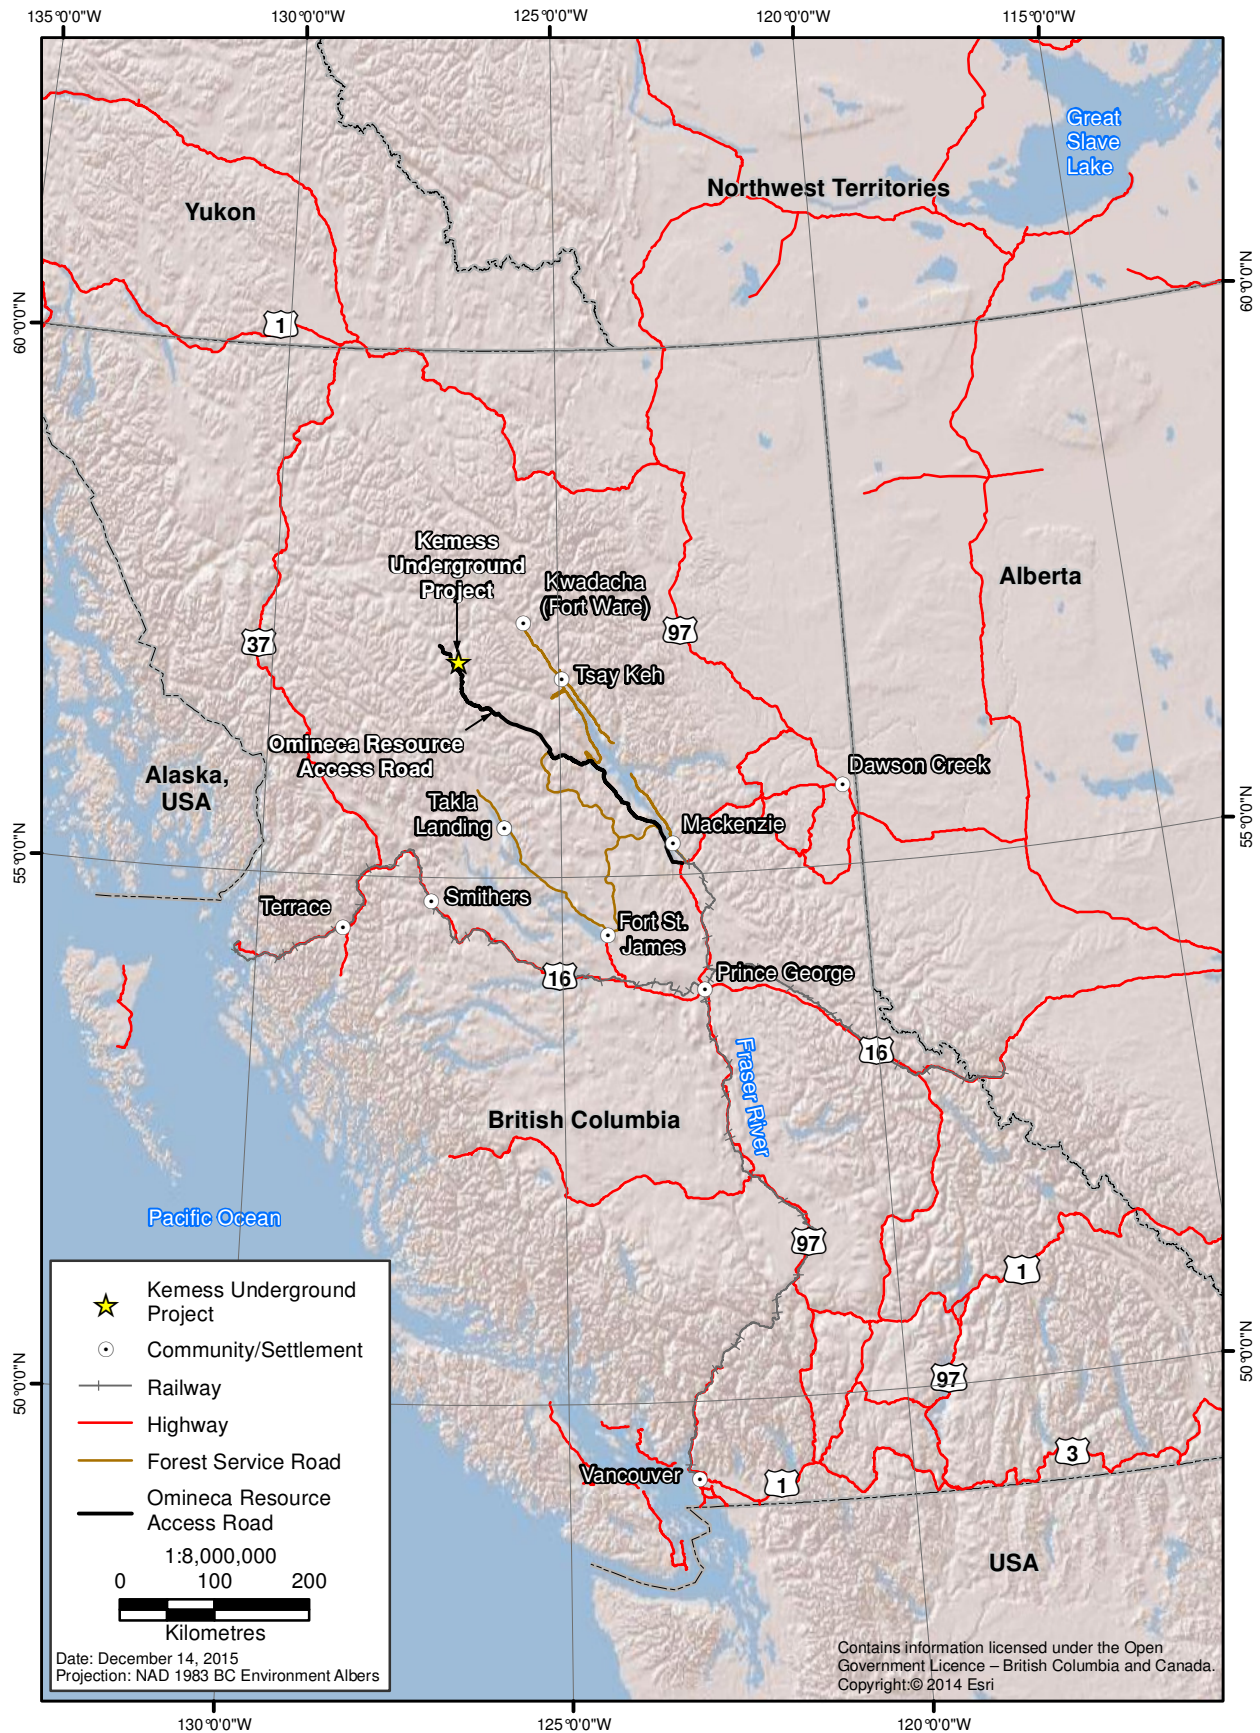 135°0'0"W
130°0'0"W
125°0'0"W
120°0'0"W
115°0'0"W
Great
Slave
Lake
Northwest Territories
Yukon
60°0'0"N
60°0'0"N
1
Kemess
Underground
Project
Kwadacha
(Fort Ware)
Alberta
97
37
Tsay Keh
Omineca Resource
Access Road
Dawson Creek
Alaska,
USA
Takla
Landing
Mackenzie
55°0'0"N
55°0'0"N
Smithers
Terrace
Fort St.
James
16
Prince George
16
Fraser River
British Columbia
Pacific Ocean
97
1
50°0'0"N
50°0'0"N
97
3
Vancouver
1
USA
Kemess Underground
Project
Community/Settlement
Railway
Highway
Forest Service Road
Omineca Resource
Access Road
1:8,000,000
0 100 200
Kilometres
Date: December 14, 2015
Projection: NAD 1983 BC Environment Albers
Contains information licensed under the Open
Government Licence – British Columbia and Canada.
Copyright:© 2014 Esri
130°0'0"W
125°0'0"W
120°0'0"W